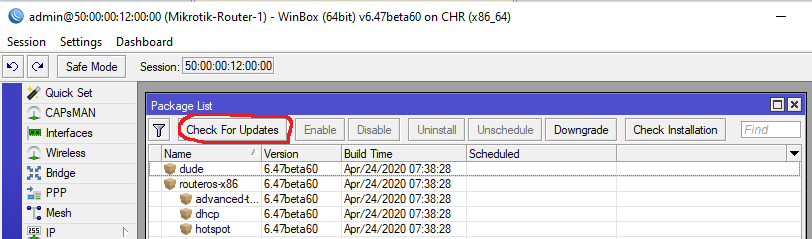 admin@50:00:00:12:00:00 (Mikrotik-Router-1) - WinBox (64bit) v6.47beta60 on CHR (x86_64)
Session Settings Dashboard
Safe Mode Session: 50:00:00:12:00:00
Quick Set
CAPsMAN
Interfaces
Wireless
Bridge
PPP
Mesh
IP
Package List
Check For Updates Enable Disable Uninstall Unschedule Downgrade Check Installation Find
Name / Version Build Time Scheduled
dude 6.47beta60 Apr/24/2020 07:38:28
routeros-x86 6.47beta60 Apr/24/2020 07:38:28
advanced-t... 6.47beta60 Apr/24/2020 07:38:28
dhcp 6.47beta60 Apr/24/2020 07:38:28
hotspot 6.47beta60 Apr/24/2020 07:38:28